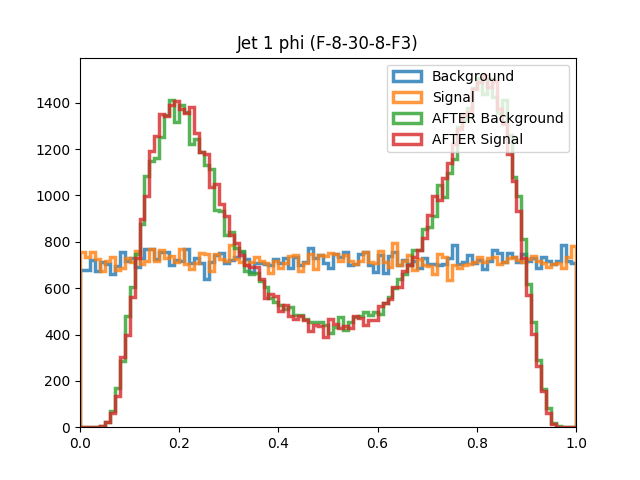 Jet 1 phi (F-8-30-8-F3)
Background
Signal
AFTER Background
AFTER Signal
1400
1200
1000
800
600
400
200
0
0.0 0.2 0.4 0.6 0.8 1.0